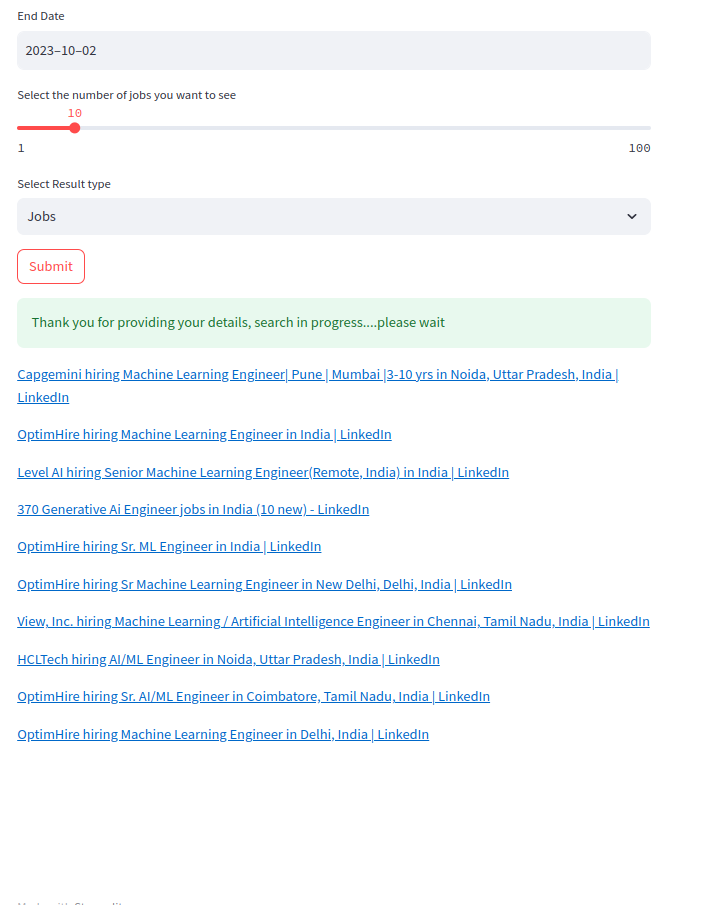 End Date
2023–10–02
Select the number of jobs you want to see
10
1
100
Select Result type
Jobs
Submit
Thank you for providing your details, search in progress....please wait
Capgemini hiring Machine Learning Engineer| Pune | Mumbai |3-10 yrs in Noida, Uttar Pradesh, India |
LinkedIn
OptimHire hiring Machine Learning Engineer in India | LinkedIn
Level AI hiring Senior Machine Learning Engineer(Remote, India) in India | LinkedIn
370 Generative Ai Engineer jobs in India (10 new) - LinkedIn
OptimHire hiring Sr. ML Engineer in India | LinkedIn
OptimHire hiring Sr Machine Learning Engineer in New Delhi, Delhi, India | LinkedIn
View, Inc. hiring Machine Learning / Artificial Intelligence Engineer in Chennai, Tamil Nadu, India | LinkedIn
HCLTech hiring AI/ML Engineer in Noida, Uttar Pradesh, India | LinkedIn
OptimHire hiring Sr. AI/ML Engineer in Coimbatore, Tamil Nadu, India | LinkedIn
OptimHire hiring Machine Learning Engineer in Delhi, India | LinkedIn